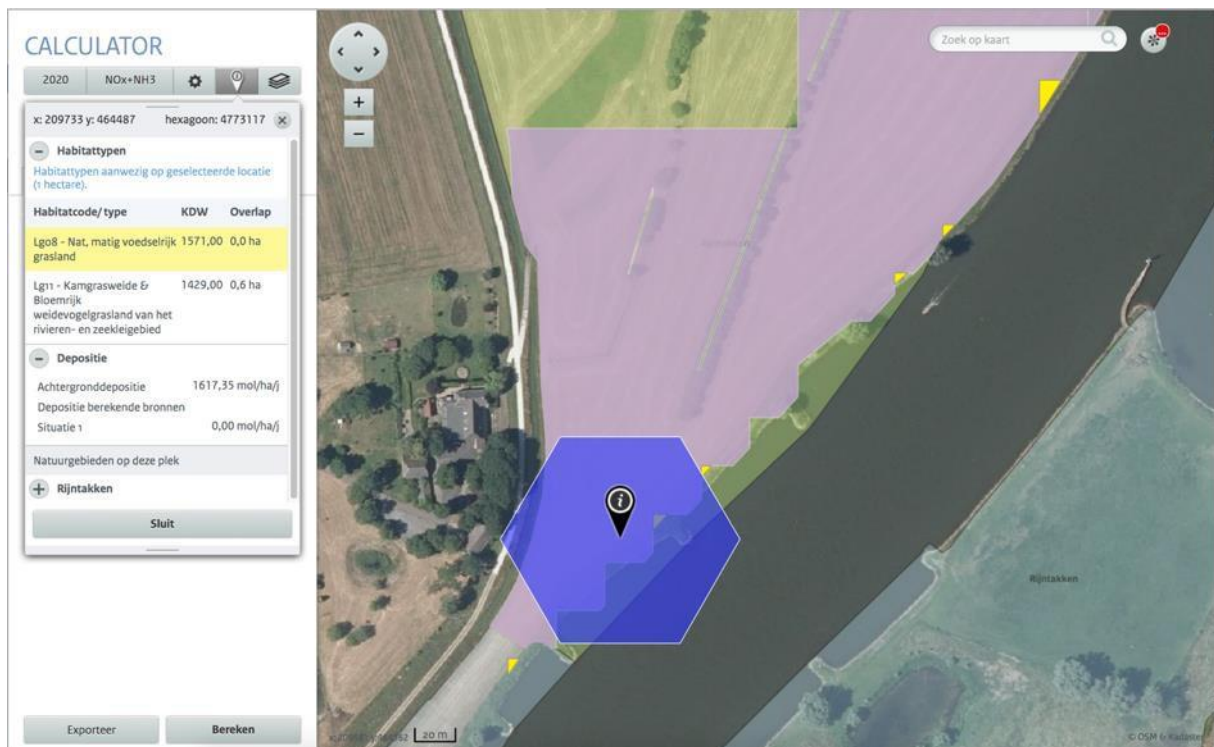 CALCULATOR
2020 NOx+NH3
x: 209733 y: 464487 hexagoon: 4773117
Habitattypen
Habitattypen aanwezig op geselecteerde locatie
(1 hectare).
Habitatcode/ type KDW Overlap
Lg08 - Nat, matig voedselrijk 1571,00 0,0 ha
grasland
Lg11 - Kamgrasweide & 1429,00 0,6 ha
Bloemrijk
weidevogelgrasland van het
rivieren- en zeekleigebied
Depositie
Achtergronddepositie 1617,35 mol/ha/j
Depositie berekende bronnen
Situatie 1 0,00 mol/ha/j
Natuurgebieden op deze plek
Rijntakken
Sluit
Exporteer Bereken
Zoek op kaart
Rijntakken
20 m
© OSM & Kadaster